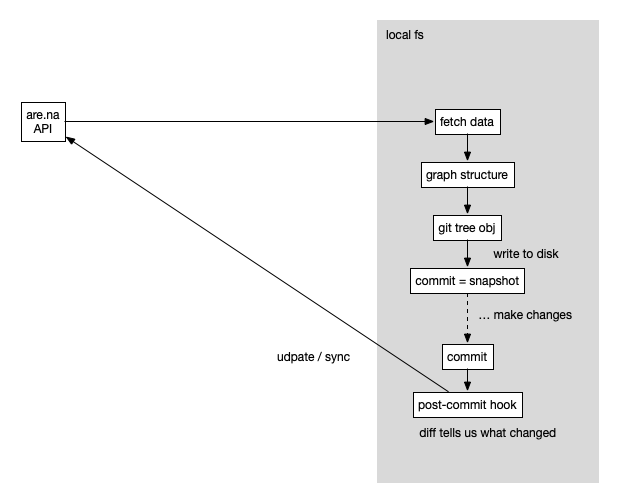 local fs
are.na
API
fetch data
graph structure
git tree obj
write to disk
commit = snapshot
... make changes
commit
udpate / sync
post-commit hook
diff tells us what changed